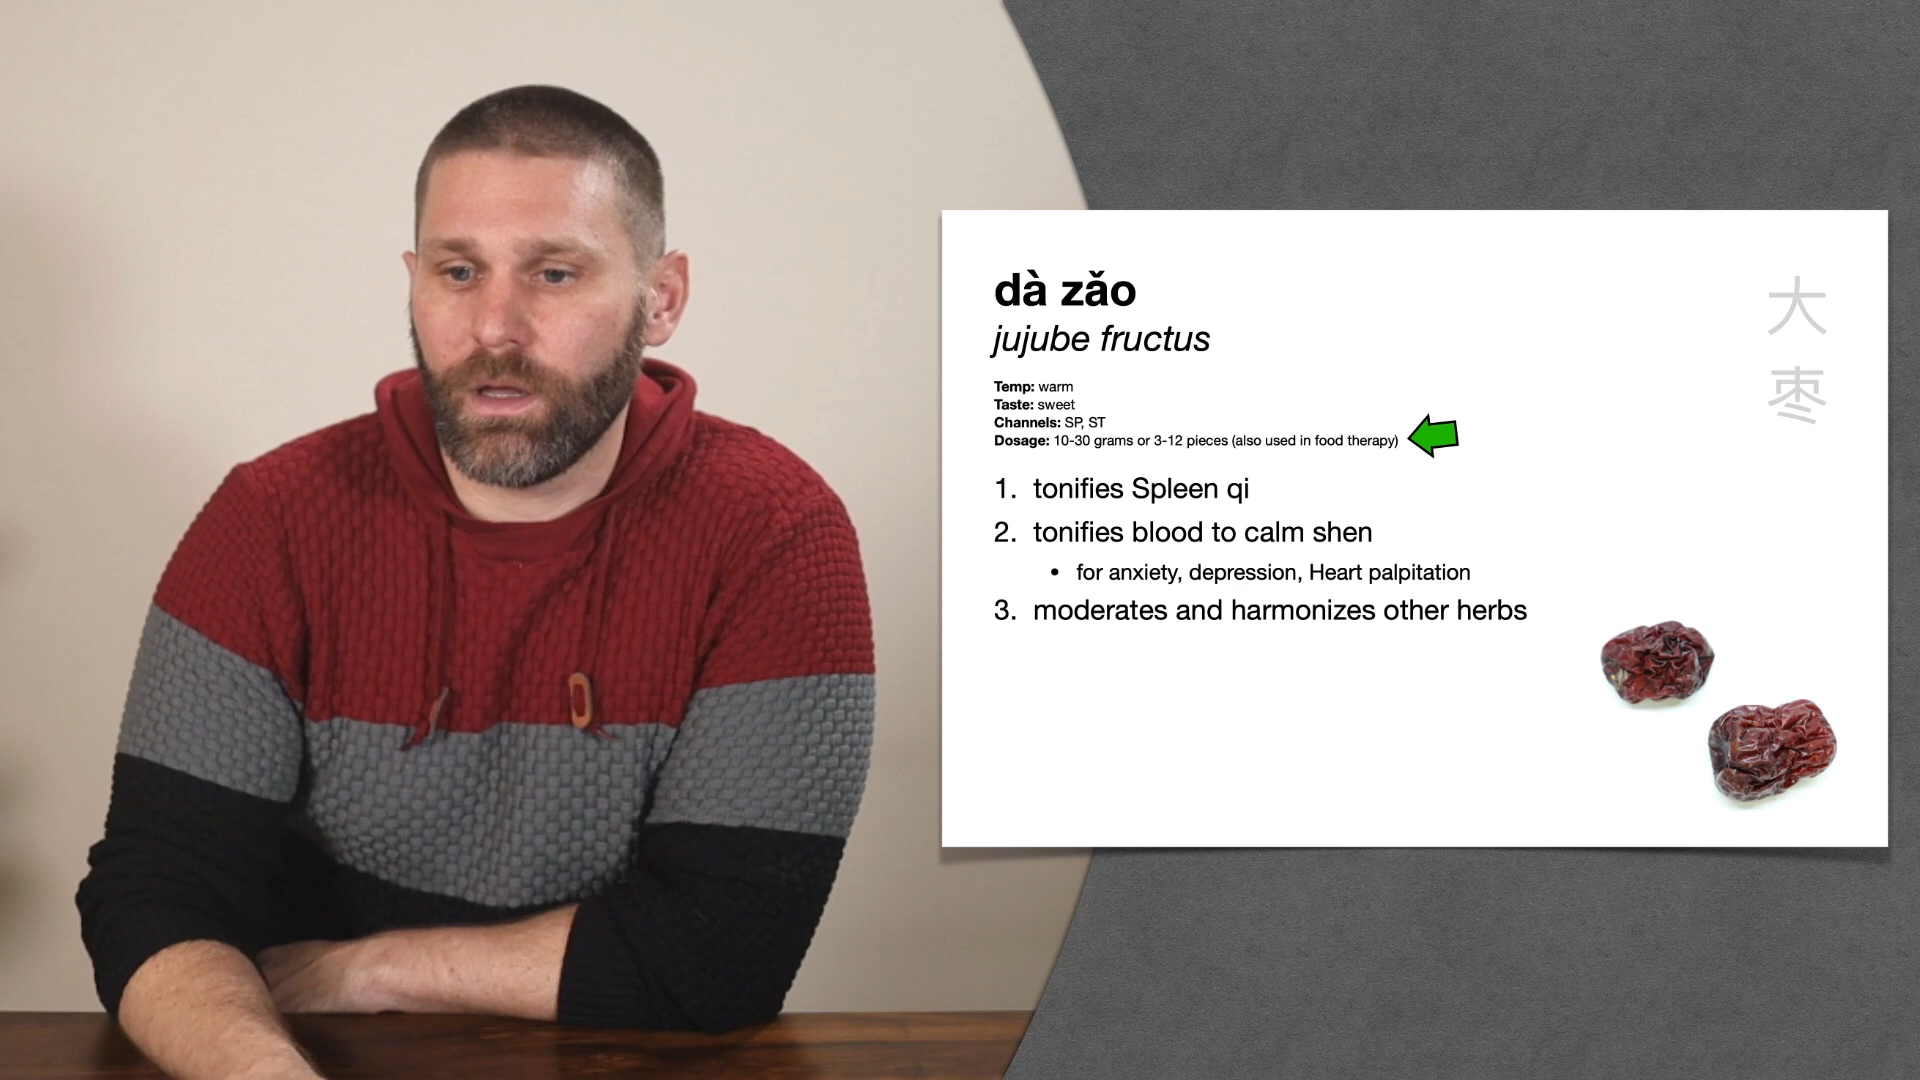 dà zǎo
jujube fructus
大
枣
Temp: warm
Taste: sweet
Channels: SP, ST
Dosage: 10-30 grams or 3-12 pieces (also used in food therapy)
1. tonifies Spleen qi
2. tonifies blood to calm shen
• for anxiety, depression, Heart palpitation
3. moderates and harmonizes other herbs